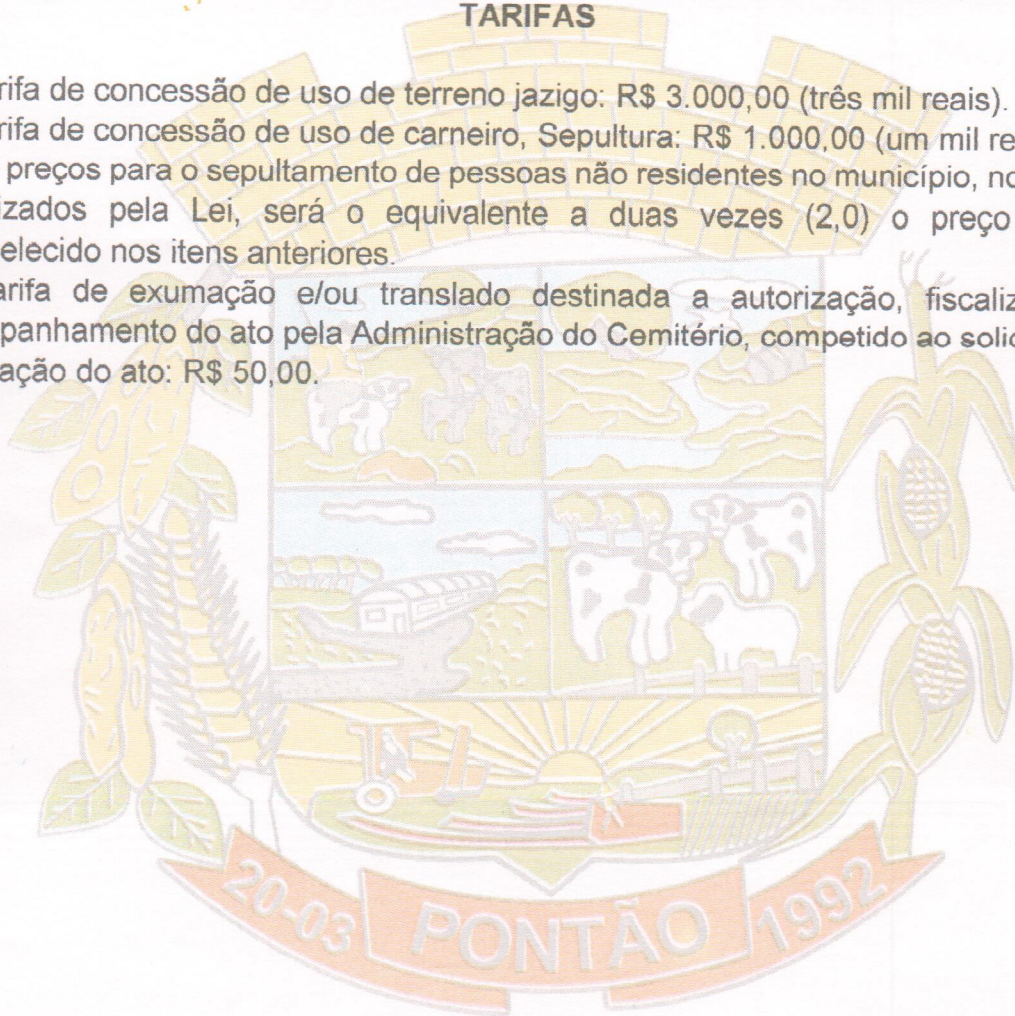 TARIFAS
rifa de concessão de uso de terreno jazigo: R$ 3.000,00 (três mil reais).
rifa de concessão de uso de carneiro, Sepultura: R$ 1.000,00 (um mil re
preços para o sepultamento de pessoas não residentes no município, no
izados pela Lei, será o equivalente a duas vezes (2,0) o preço
elecido nos itens anteriores.
arifa de exumação e/ou translado destinada a autorização, fiscaliz
panhamento do ato pela Administração do Cemitério, competido ao solic
ação do ato: R$ 50,00.
20-03 PONTÃO 1992